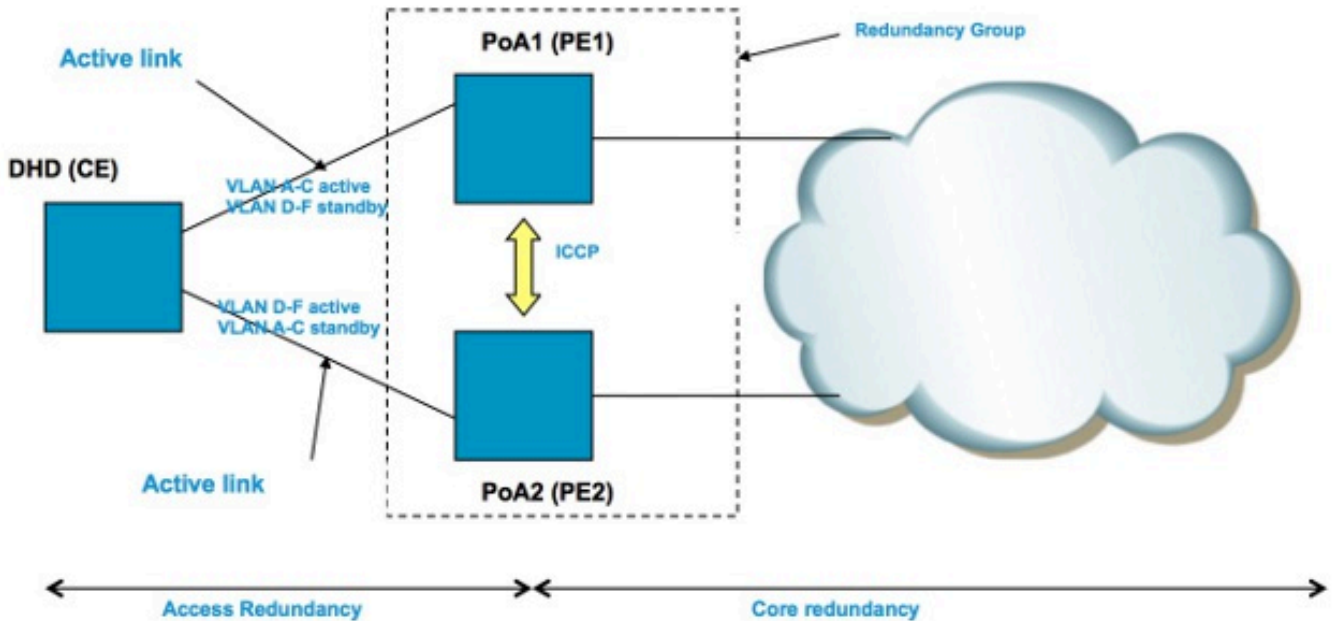 PoA1 (PE1)
Redundancy Group
Active link
DHD (CE)
VLAN A-C active
VLAN D-F standby
ICCP
VLAN D-F active
VLAN A-C standby
Active link
PoA2 (PE2)
Access Redundancy
Core redundancy